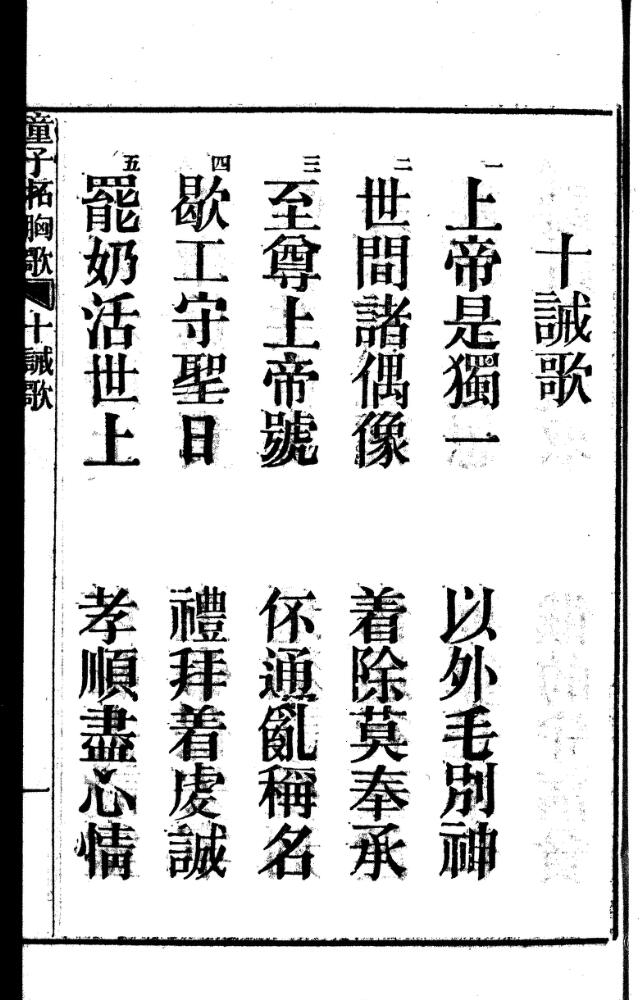 十誡歌
一 上帝是獨一 以外毛別神
二 世間諸偶像 着除莫奉承
三 至尊上帝號 伓通亂稱名
四 歇工守聖日 禮拜着虔誠
五 罷奶活世上 孝順盡心情
童子拓胸歌 十誡歌